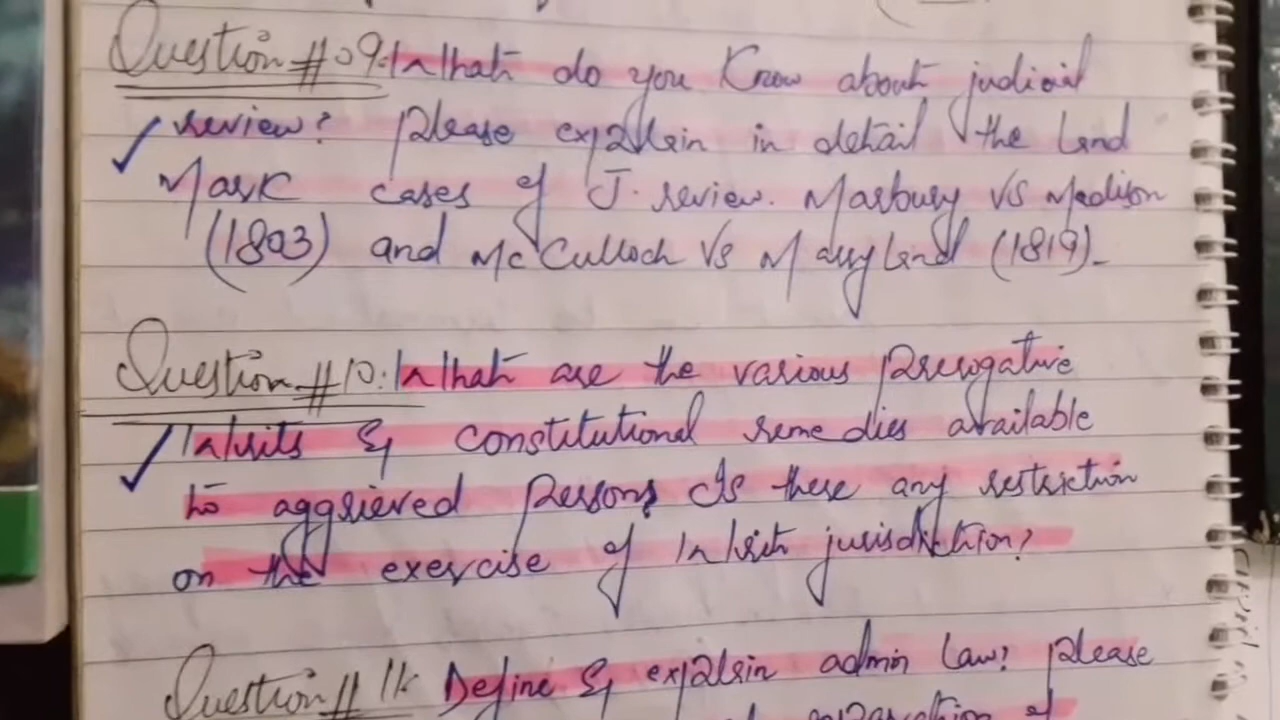 Question # 09: What do you Know about judicial
review? Please explain in detail the land
Mark cases of J. review. Marbury VS Madison
(1803) and McCulloch VS Maryland (1819)_
Question # 10: What are the various Prerogative
Writs & constitutional remedies available
to aggrieved Persons Is there any restriction
on the exercise of Writ jurisdiction?
Question # 11: Define & explain admin law? Please
of